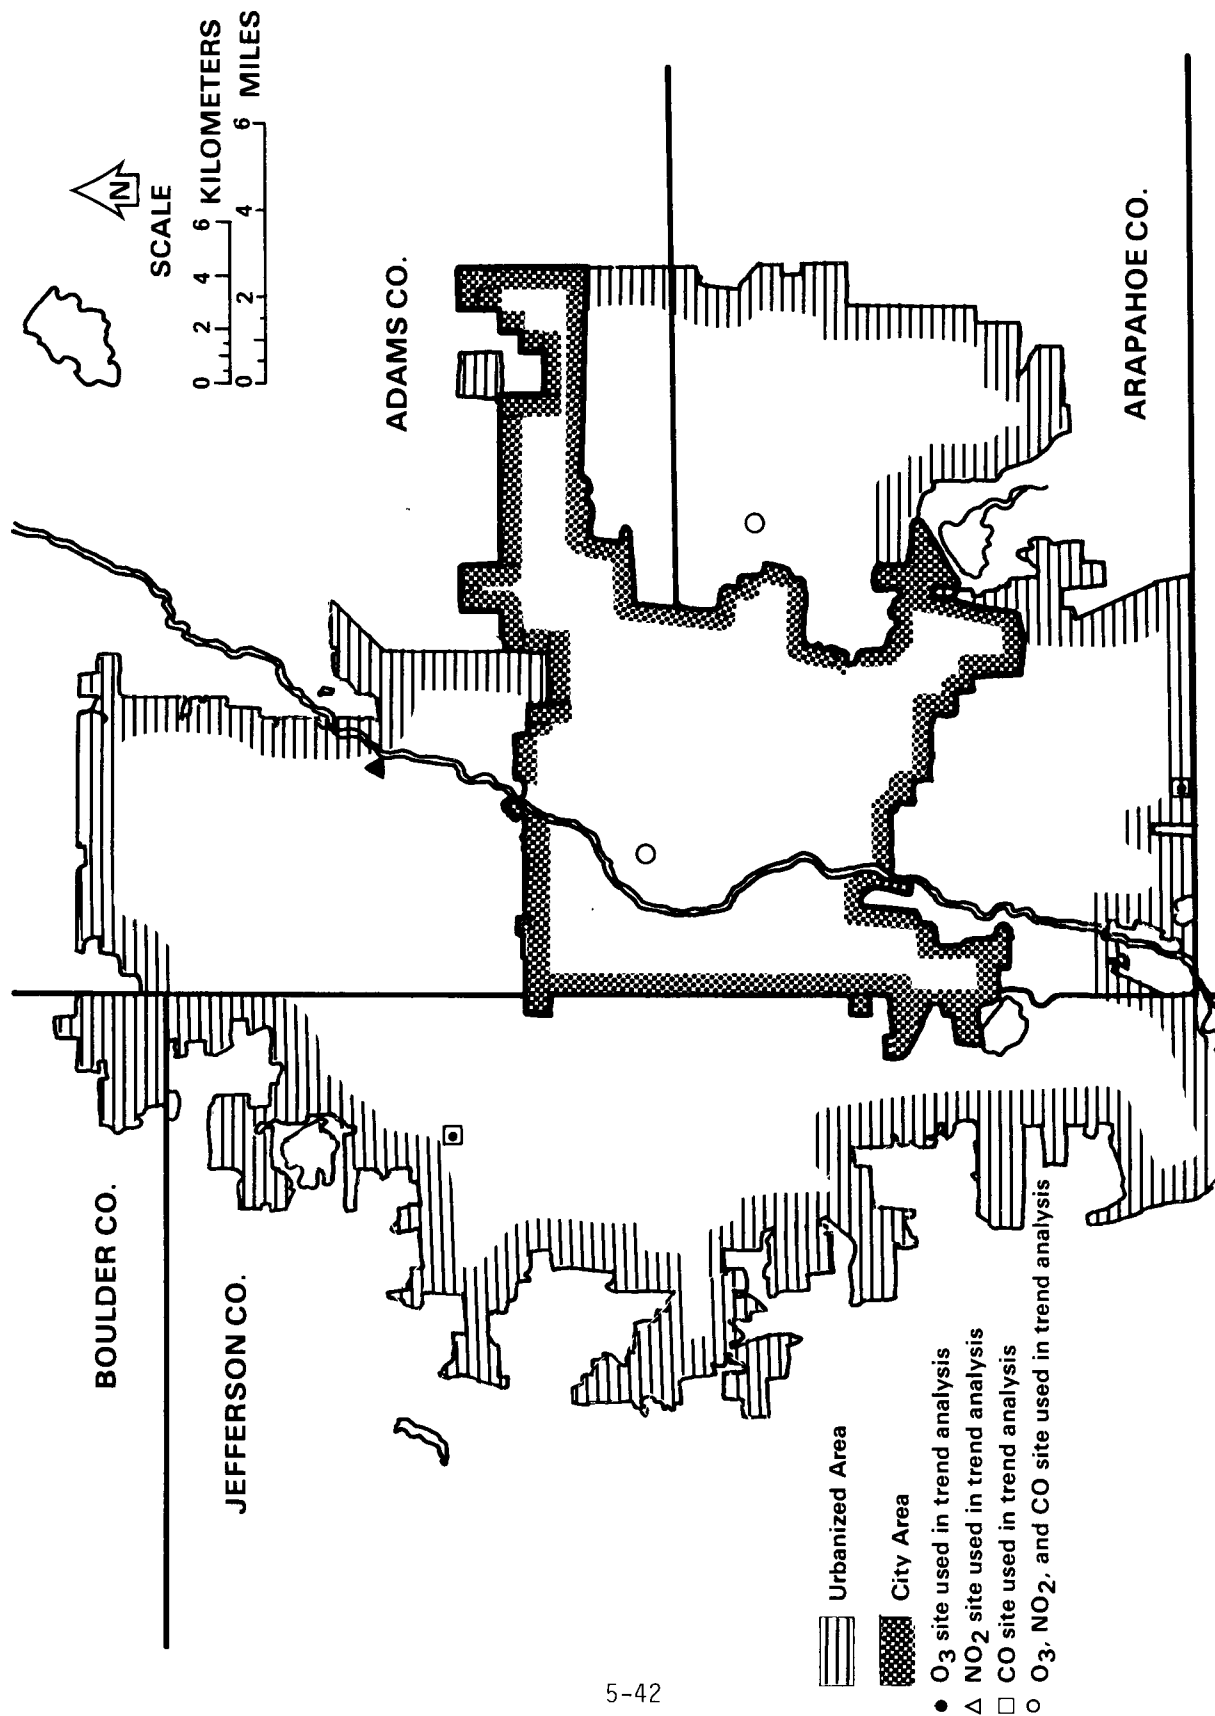 BOULDER CO.
JEFFERSON CO.
ADAMS CO.
ARAPAHOE CO.
N
SCALE
0 2 4 6 KILOMETERS
0 2 4 6 MILES
Urbanized Area
City Area
● O3 site used in trend analysis
△ NO2 site used in trend analysis
□ CO site used in trend analysis
○ O3, NO2, and CO site used in trend analysis
5-42